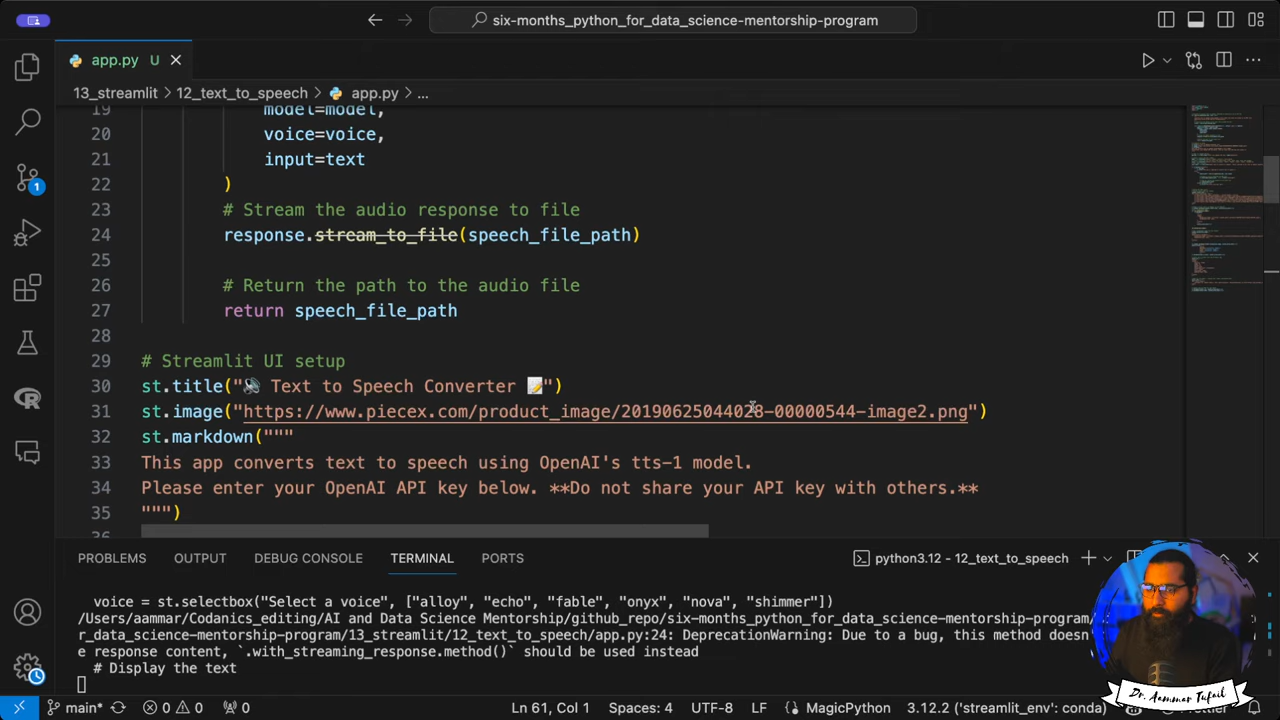 six-months_python_for_data_science-mentorship-program
app.py U
13_streamlit > 12_text_to_speech > app.py > ...
19 model=model,
20 voice=voice,
21 input=text
22 )
23 # Stream the audio response to file
24 response.stream_to_file(speech_file_path)
25
26 # Return the path to the audio file
27 return speech_file_path
28
29 # Streamlit UI setup
30 st.title("🔊 Text to Speech Converter 📝")
31 st.image("https://www.piecex.com/product_image/20190625044028-00000544-image2.png")
32 st.markdown("""
33 This app converts text to speech using OpenAI's tts-1 model.
34 Please enter your OpenAI API key below. **Do not share your API key with others.**
35 """)
36
PROBLEMS OUTPUT DEBUG CONSOLE TERMINAL PORTS python3.12 - 12_text_to_speech
voice = st.selectbox("Select a voice", ["alloy", "echo", "fable", "onyx", "nova", "shimmer"])
/Users/aammar/Codanics_editing/AI and Data Science Mentorship/github_repo/six-months_python_for_data_science-mentorship-program/
r_data_science-mentorship-program/13_streamlit/12_text_to_speech/app.py:24: DeprecationWarning: Due to a bug, this method doesn
e response content, `.with_streaming_response.method()` should be used instead
# Display the text
1
Dr. Aammar Tufail
main* 0 0 0 Ln 61, Col 1 Spaces: 4 UTF-8 LF MagicPython 3.12.2 ('streamlit_env': conda) Prettier